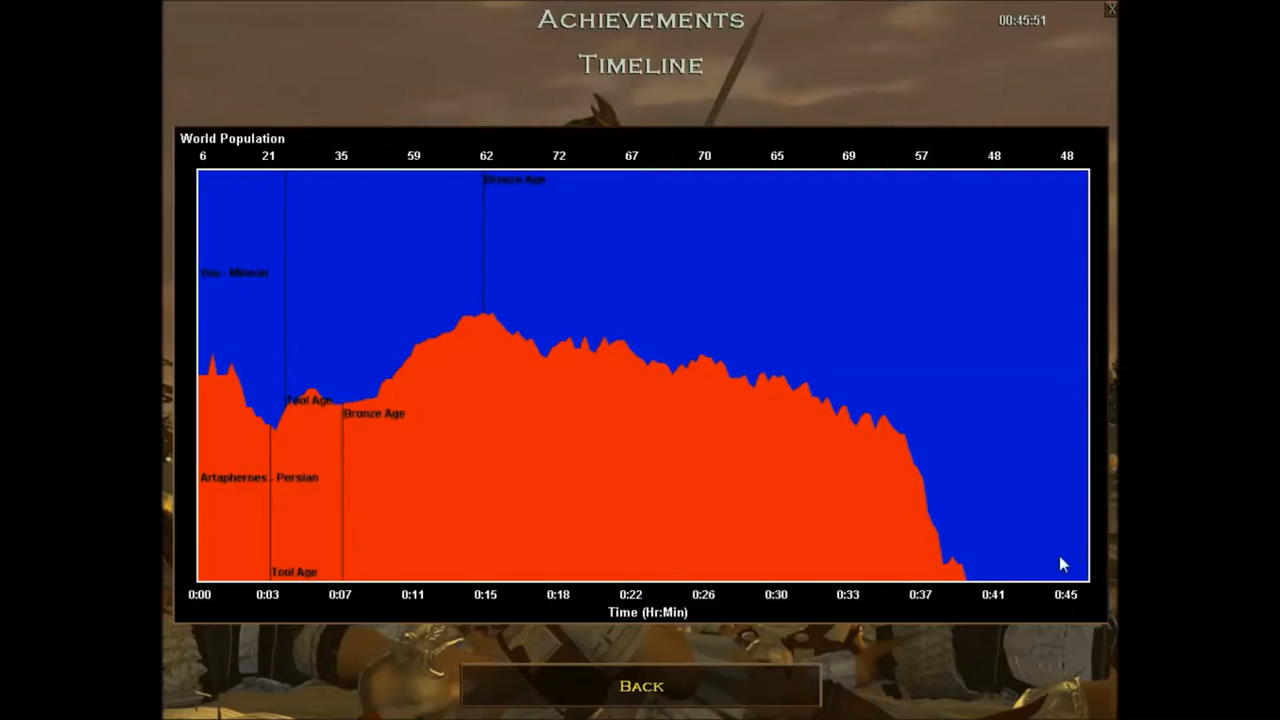 ACHIEVEMENTS
00:45:51
X
TIMELINE
World Population
6 21 35 59 62 72 67 70 65 69 57 48 48
Bronze Age
You - Minoan
Tool Age
Bronze Age
Artaphernes - Persian
Tool Age
0:00 0:03 0:07 0:11 0:15 0:18 0:22 0:26 0:30 0:33 0:37 0:41 0:45
Time (Hr:Min)
BACK